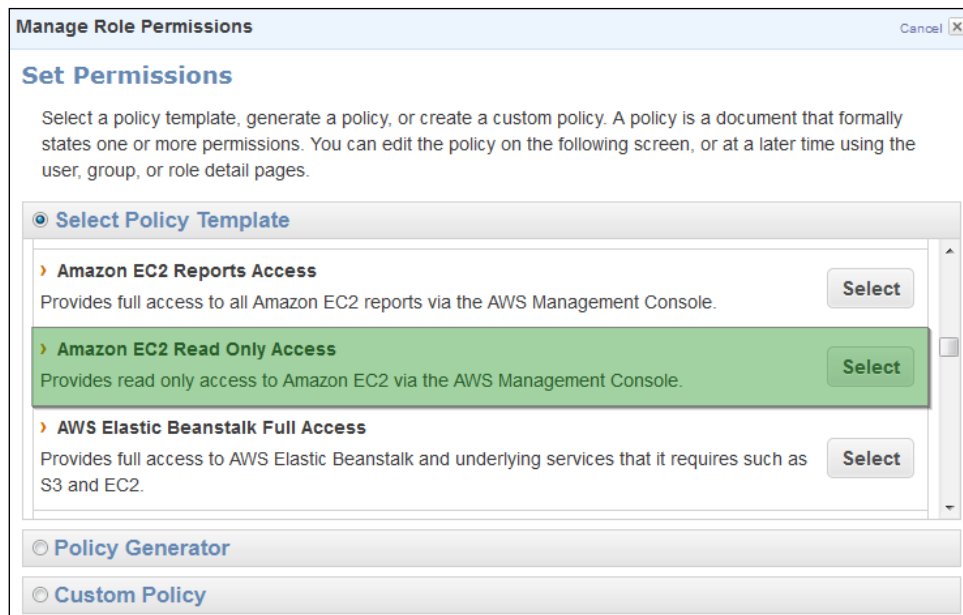 Manage Role Permissions
Cancel
Set Permissions
Select a policy template, generate a policy, or create a custom policy. A policy is a document that formally
states one or more permissions. You can edit the policy on the following screen, or at a later time using the
user, group, or role detail pages.
Select Policy Template
Amazon EC2 Reports Access
Provides full access to all Amazon EC2 reports via the AWS Management Console.
Select
Amazon EC2 Read Only Access
Provides read only access to Amazon EC2 via the AWS Management Console.
Select
AWS Elastic Beanstalk Full Access
Provides full access to AWS Elastic Beanstalk and underlying services that it requires such as
S3 and EC2.
Select
Policy Generator
Custom Policy